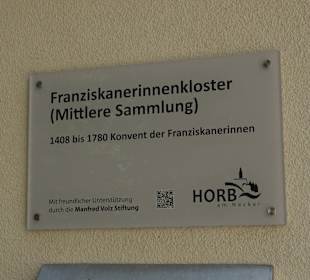 Franziskanerinnenkloster
(Mittlere Sammlung)
1408 bis 1780 Konvent der Franziskanerinnen
Mit freundlicher Unterstützung
durch die Manfred Volz Stiftung
HORB
am Neckar